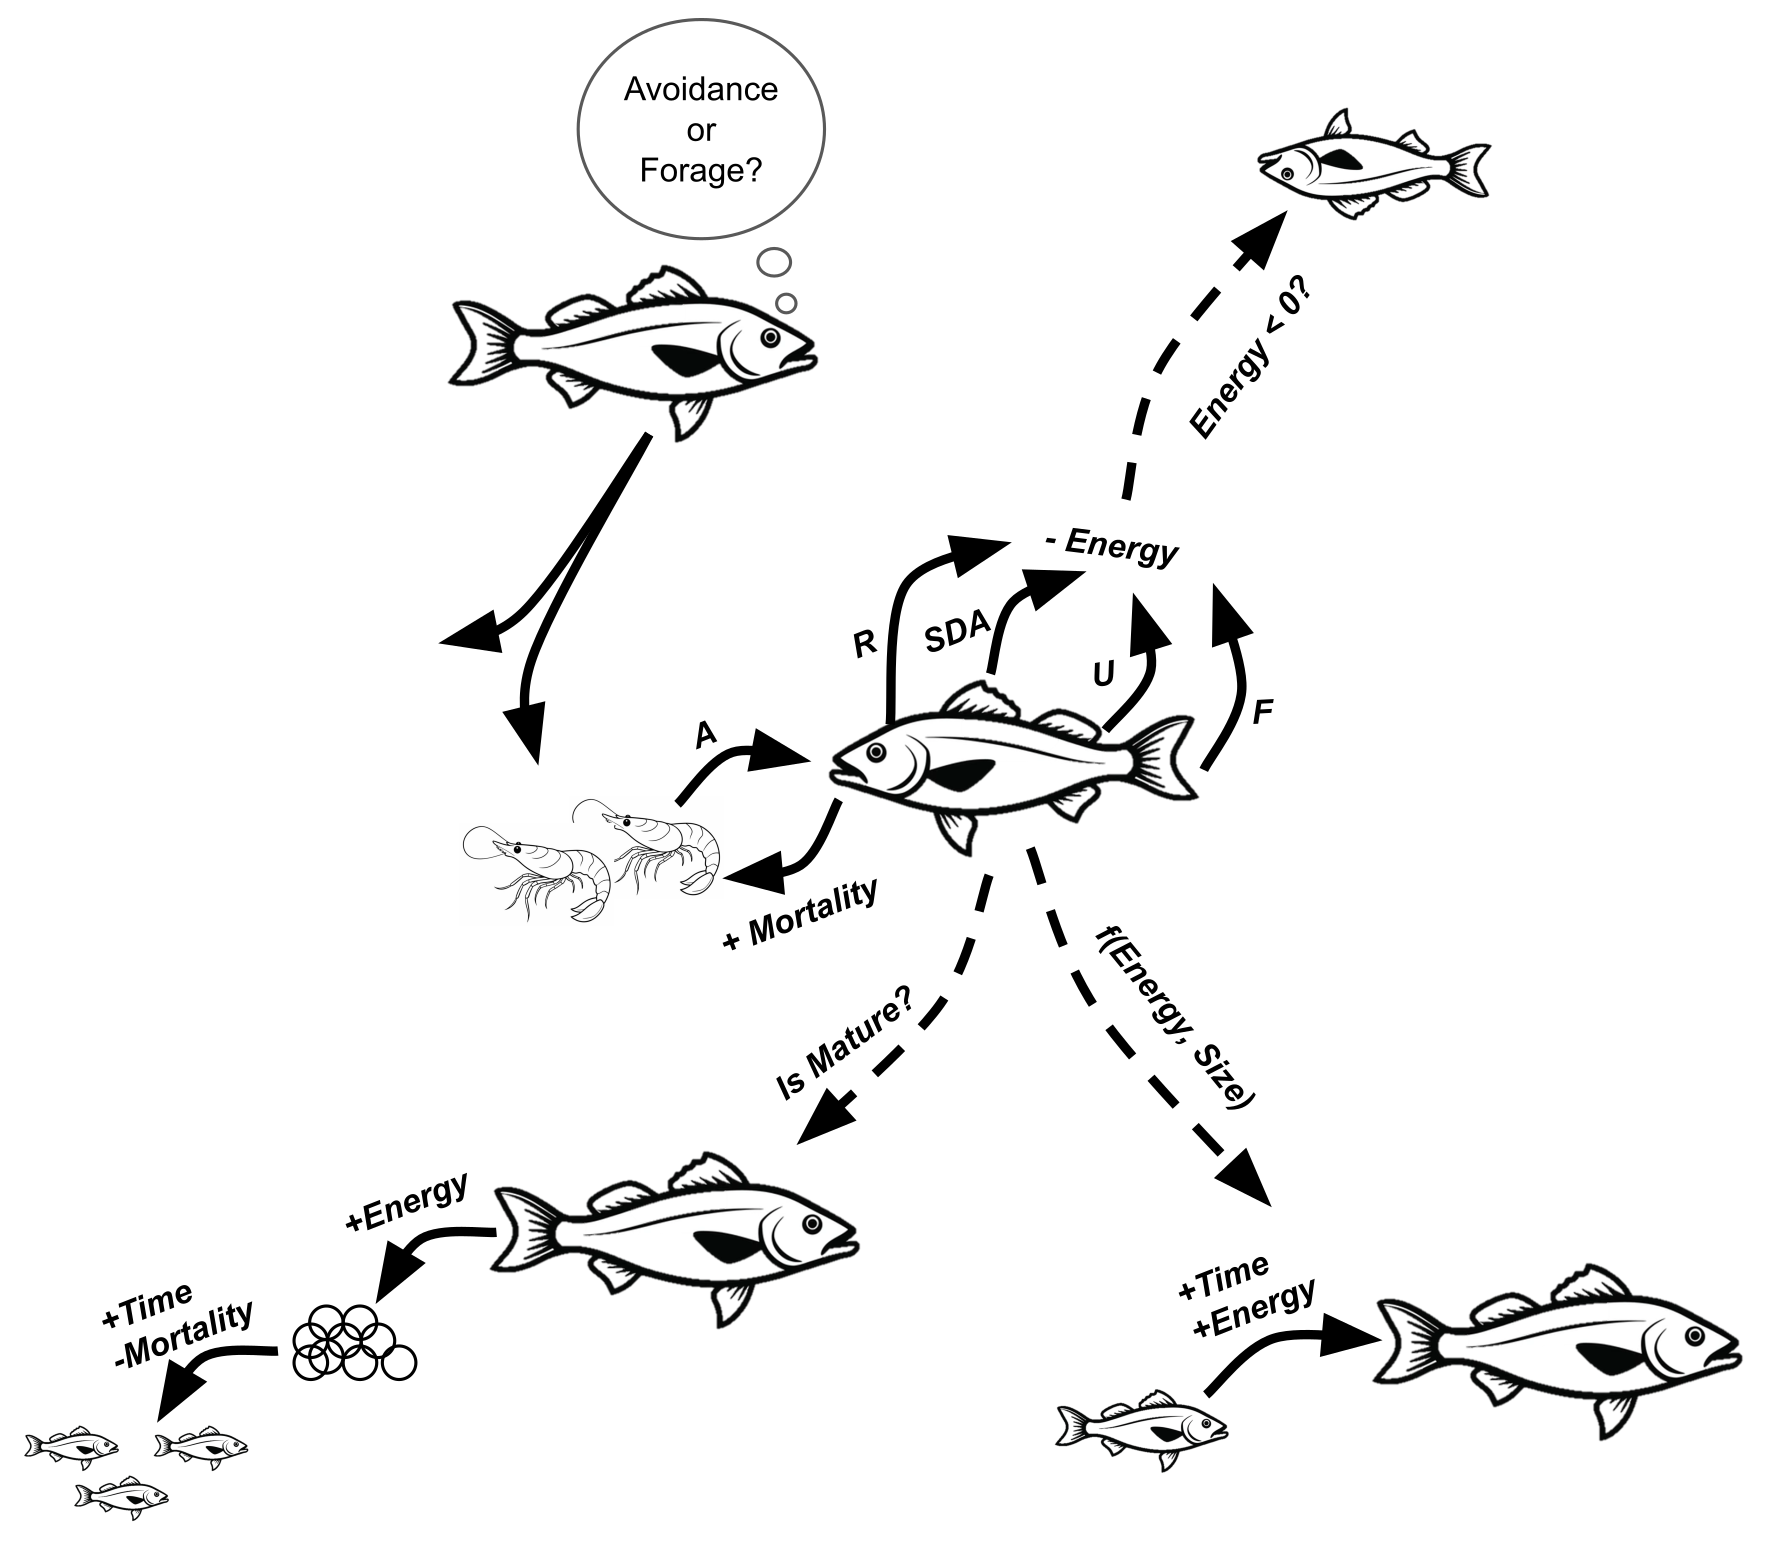 Avoidance
or
Forage?
Energy < 0?
- Energy
R
SDA
U
F
A
+ Mortality
Is Mature?
f(Energy, Size)
+Energy
+Time
-Mortality
+Time
+Energy